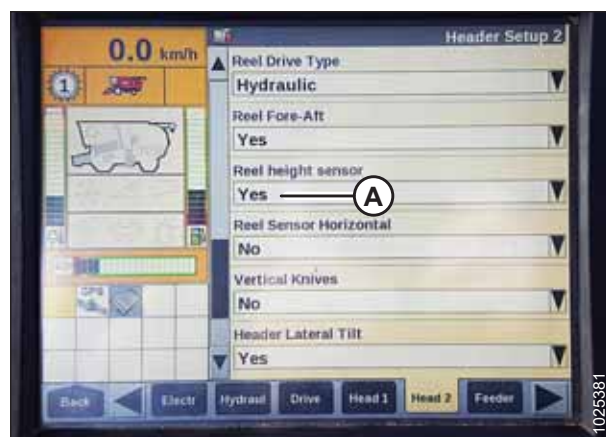 0.0 km/h
Header Setup 2
1
Reel Drive Type
Hydraulic
Reel Fore-Aft
Yes
Reel height sensor
Yes
A
Reel Sensor Horizontal
No
Vertical Knives
No
GPS
Header Lateral Tilt
Yes
Back
Electr
Hydraul
Drive
Head 1
Head 2
Feeder
1025381